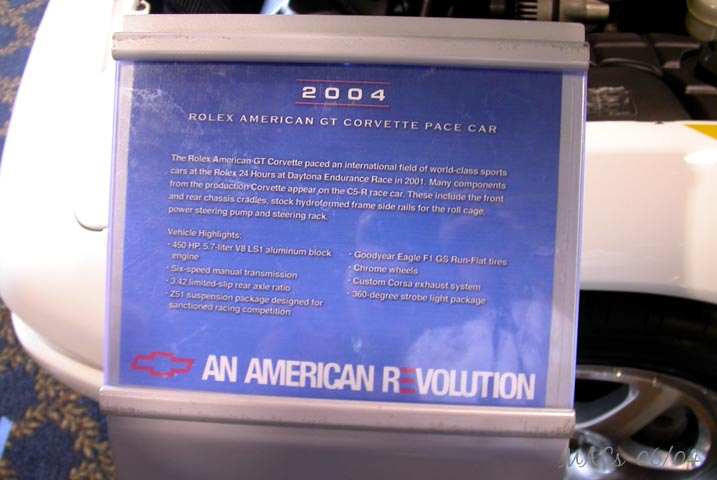 2004
ROLEX AMERICAN GT CORVETTE PACE CAR
The Rolex American GT Corvette paced an international field of world-class sports
cars at the Rolex 24 Hours at Daytona Endurance Race in 2001. Many components
from the production Corvette appear on the C5-R race car. These include the front
and rear chassis cradles, stock hydroformed frame side rails for the roll cage,
power steering pump and steering rack.
Vehicle Highlights:
· 450 HP, 5.7-liter V8 LS1 aluminum block
engine
· Six-speed manual transmission
· 3.42 limited-slip rear axle ratio
· Z51 suspension package designed for
sanctioned racing competition
· Goodyear Eagle F1 GS Run-Flat tires
· Chrome wheels
· Custom Corsa exhaust system
· 360-degree strobe light package
AN AMERICAN REVOLUTION
06/04